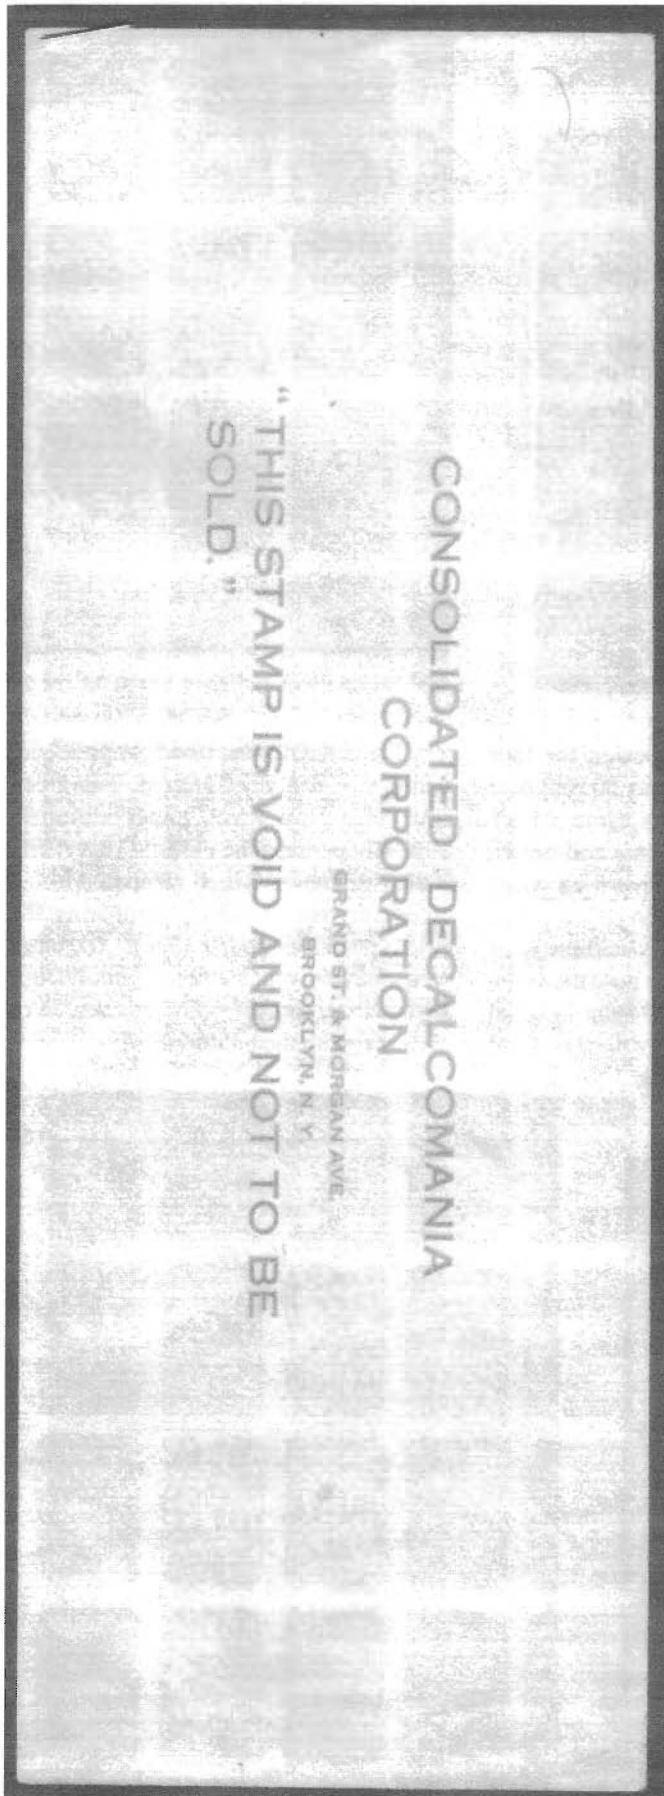 CONSOLIDATED DECALCOMANIA
CORPORATION
GRAND ST. & MORGAN AVE.
BROOKLYN, N. Y.
"THIS STAMP IS VOID AND NOT TO BE
SOLD."